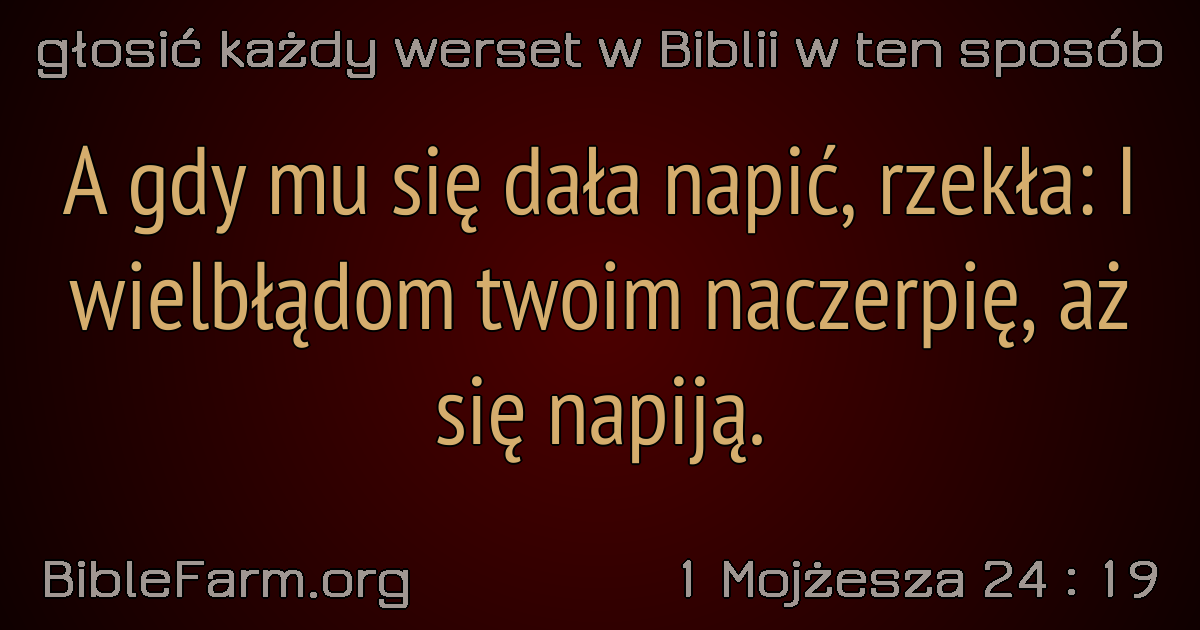 głosić każdy werset w Biblii w ten sposób
A gdy mu się dała napić, rzekła: I
wielbłądom twoim naczerpię, aż
się napiją.
BibleFarm.org
1 Mojżesza 24 : 19